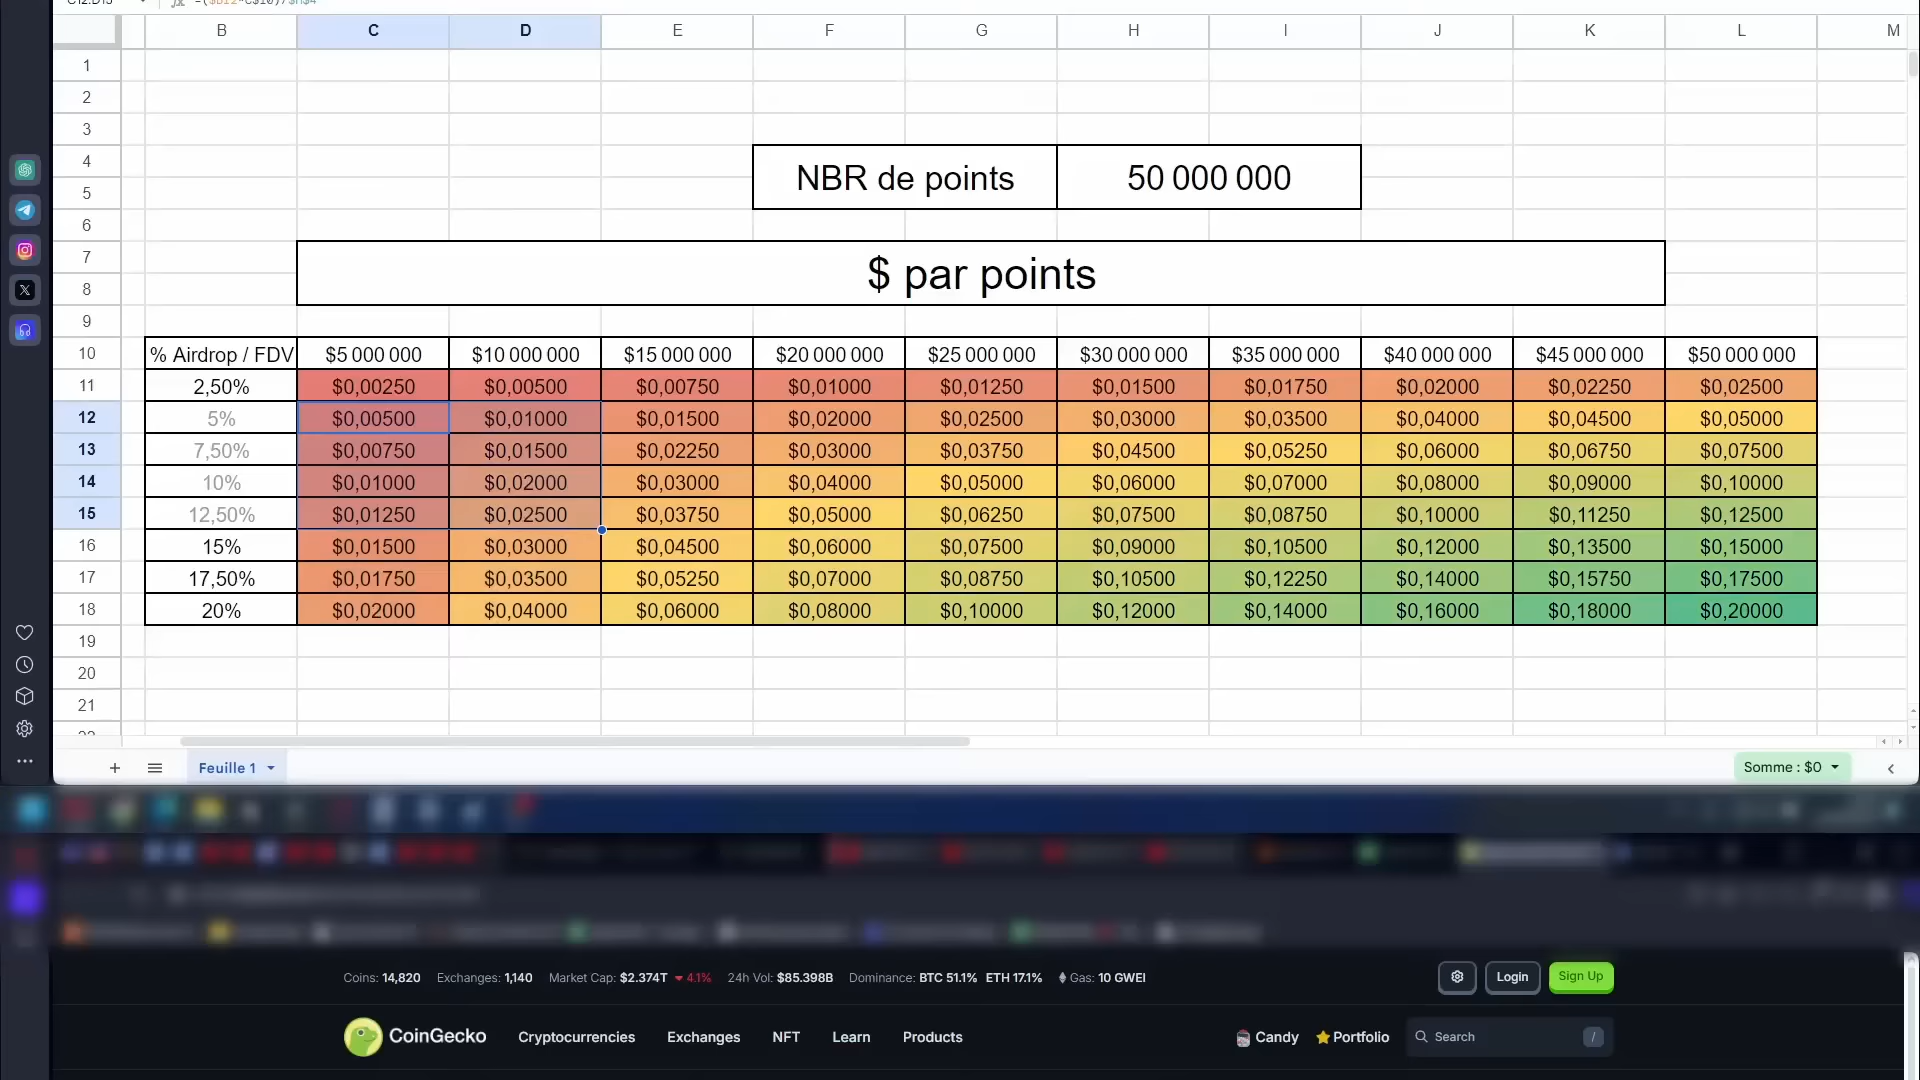 B C D E F G H I J K L M
1
2
3
4
NBR de points 50 000 000
5
6
7
$ par points
8
9
10 % Airdrop / FDV $5 000 000 $10 000 000 $15 000 000 $20 000 000 $25 000 000 $30 000 000 $35 000 000 $40 000 000 $45 000 000 $50 000 000
11 2,50% $0,00250 $0,00500 $0,00750 $0,01000 $0,01250 $0,01500 $0,01750 $0,02000 $0,02250 $0,02500
12 5% $0,00500 $0,01000 $0,01500 $0,02000 $0,02500 $0,03000 $0,03500 $0,04000 $0,04500 $0,05000
13 7,50% $0,00750 $0,01500 $0,02250 $0,03000 $0,03750 $0,04500 $0,05250 $0,06000 $0,06750 $0,07500
14 10% $0,01000 $0,02000 $0,03000 $0,04000 $0,05000 $0,06000 $0,07000 $0,08000 $0,09000 $0,10000
15 12,50% $0,01250 $0,02500 $0,03750 $0,05000 $0,06250 $0,07500 $0,08750 $0,10000 $0,11250 $0,12500
16 15% $0,01500 $0,03000 $0,04500 $0,06000 $0,07500 $0,09000 $0,10500 $0,12000 $0,13500 $0,15000
17 17,50% $0,01750 $0,03500 $0,05250 $0,07000 $0,08750 $0,10500 $0,12250 $0,14000 $0,15750 $0,17500
18 20% $0,02000 $0,04000 $0,06000 $0,08000 $0,10000 $0,12000 $0,14000 $0,16000 $0,18000 $0,20000
19
20
21
Feuille 1 Somme : $0
Coins: 14,820 Exchanges: 1,140 Market Cap: $2.374T 4.1% 24h Vol: $85.398B Dominance: BTC 51.1% ETH 17.1% Gas: 10 GWEI Login Sign Up
CoinGecko Cryptocurrencies Exchanges NFT Learn Products Candy Portfolio Search /